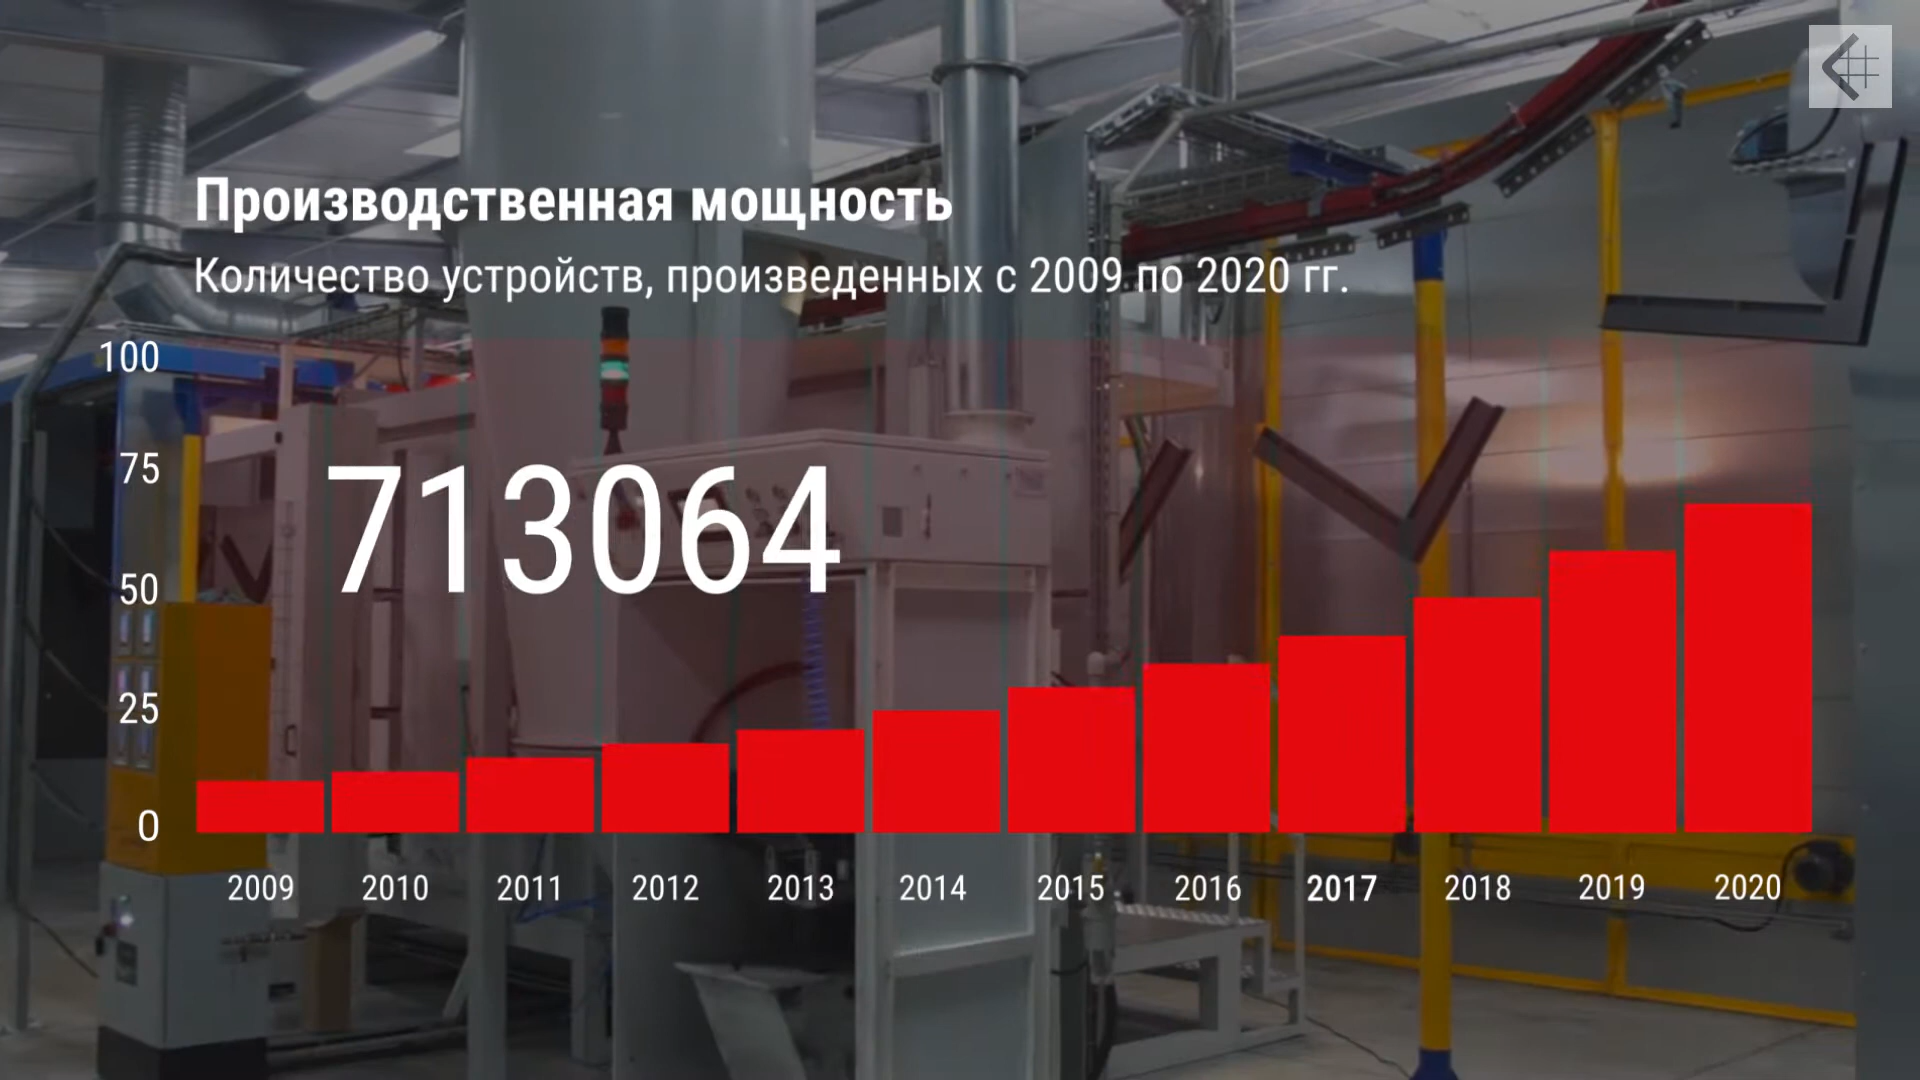 Производственная мощность
Количество устройств, произведенных с 2009 по 2020 гг.
100
75
50
25
0
713064
2009 2010 2011 2012 2013 2014 2015 2016 2017 2018 2019 2020